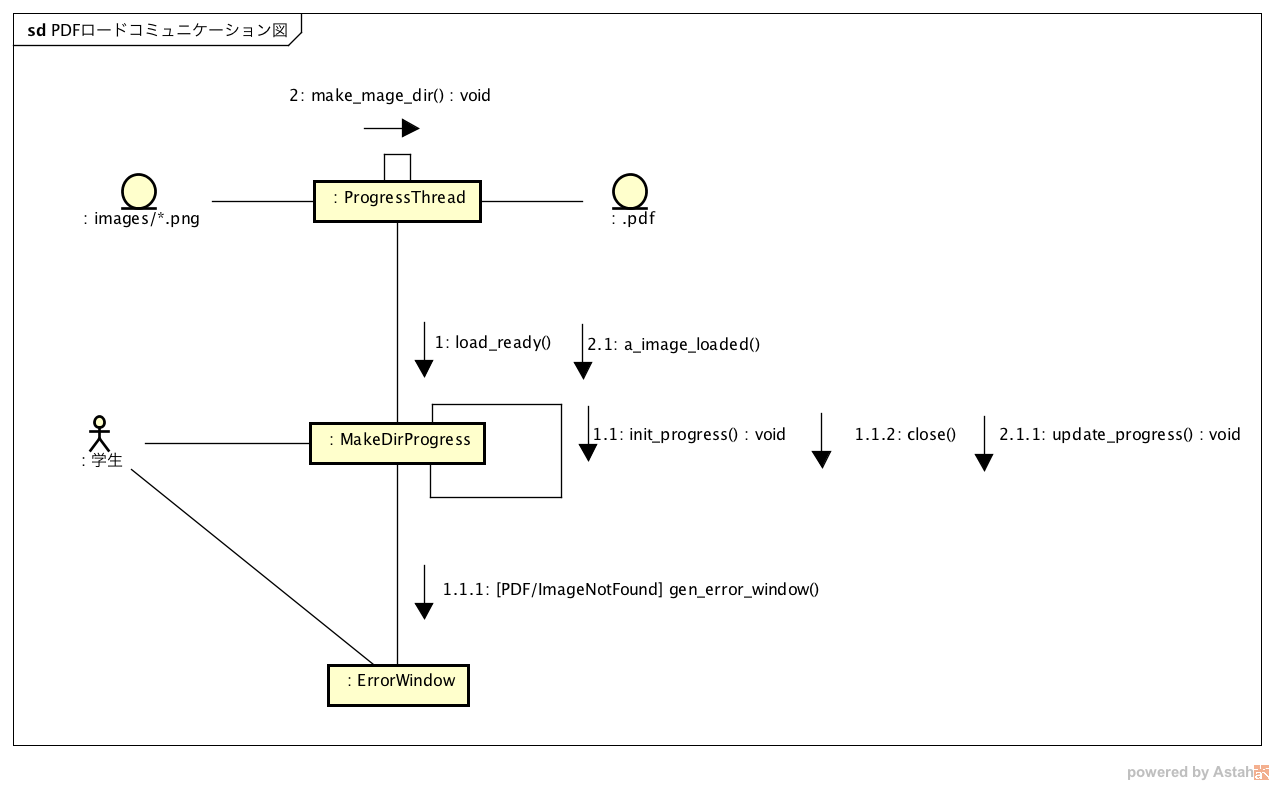 sd PDFロードコミュニケーション図
2: make_mage_dir() : void
: ProgressThread
: images/*.png
: .pdf
1: load_ready()
2.1: a_image_loaded()
: MakeDirProgress
1.1: init_progress() : void
1.1.2: close()
2.1.1: update_progress() : void
: 学生
1.1.1: [PDF/ImageNotFound] gen_error_window()
: ErrorWindow
powered by Astah